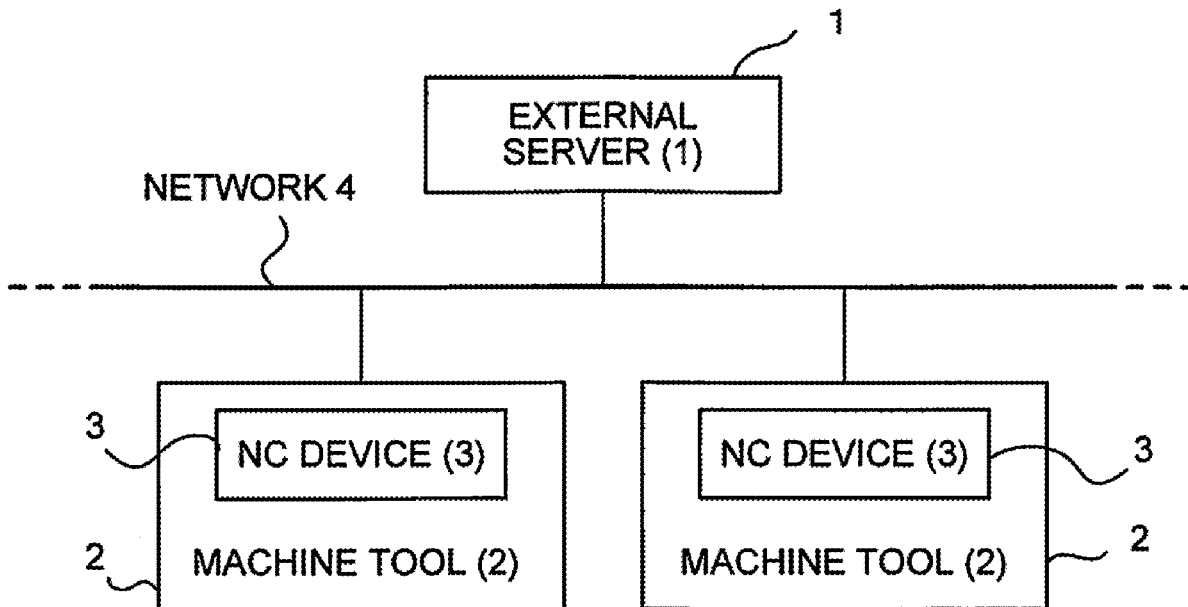 1
EXTERNAL
SERVER (1)
NETWORK 4
3
NC DEVICE (3)
NC DEVICE (3)
3
2
MACHINE TOOL (2)
MACHINE TOOL (2)
2